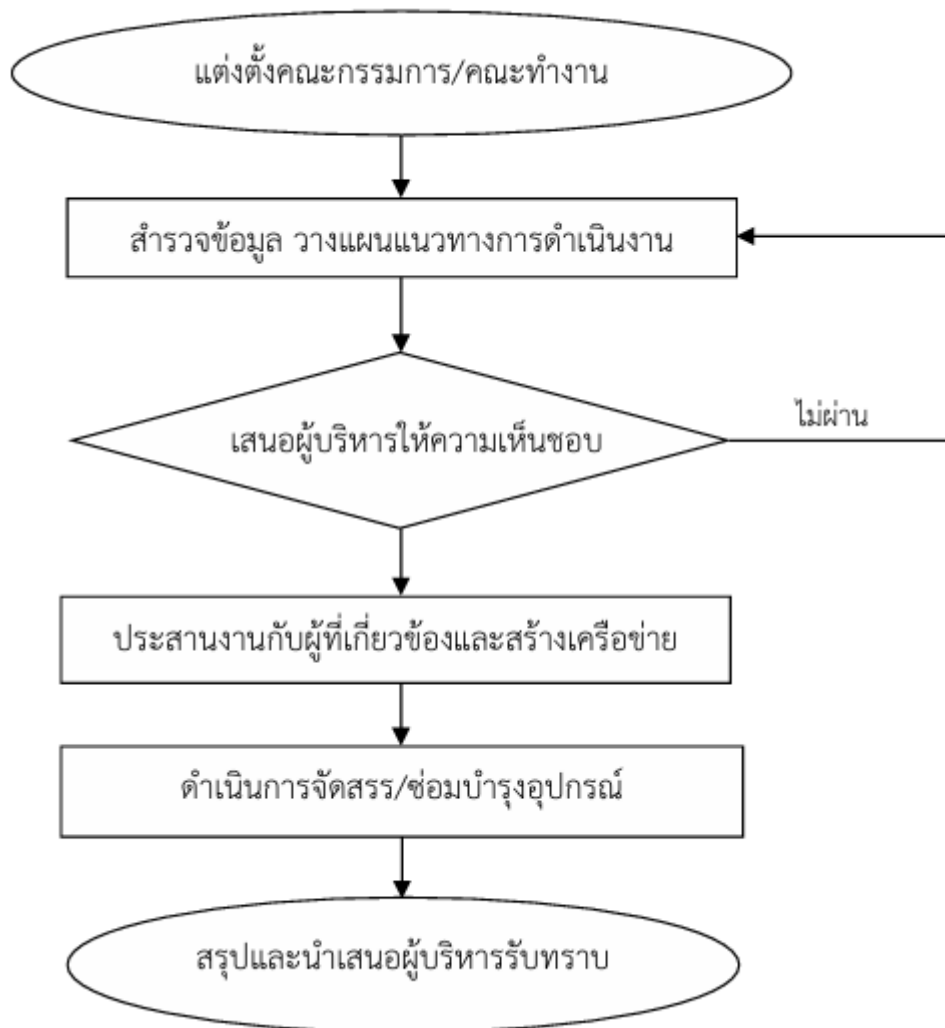 แต่งตั้งคณะกรรมการ/คณะทำงาน
สำรวจข้อมูล วางแผนแนวทางการดำเนินงาน
เสนอผู้บริหารให้ความเห็นชอบ
ไม่ผ่าน
ประสานงานกับผู้ที่เกี่ยวข้องและสร้างเครือข่าย
ดำเนินการจัดสรร/ซ่อมบำรุงอุปกรณ์
สรุปและนำเสนอผู้บริหารรับทราบ